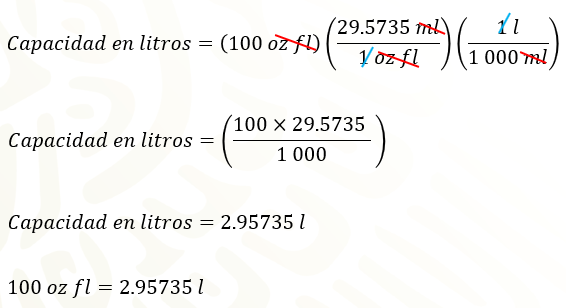 Capacidad en litros = (100 oz fl) (29.5735 ml / 1 oz fl) (1 l / 1 000 ml)
Capacidad en litros = (100 × 29.5735 / 1 000)
Capacidad en litros = 2.95735 l
100 oz fl = 2.95735 l